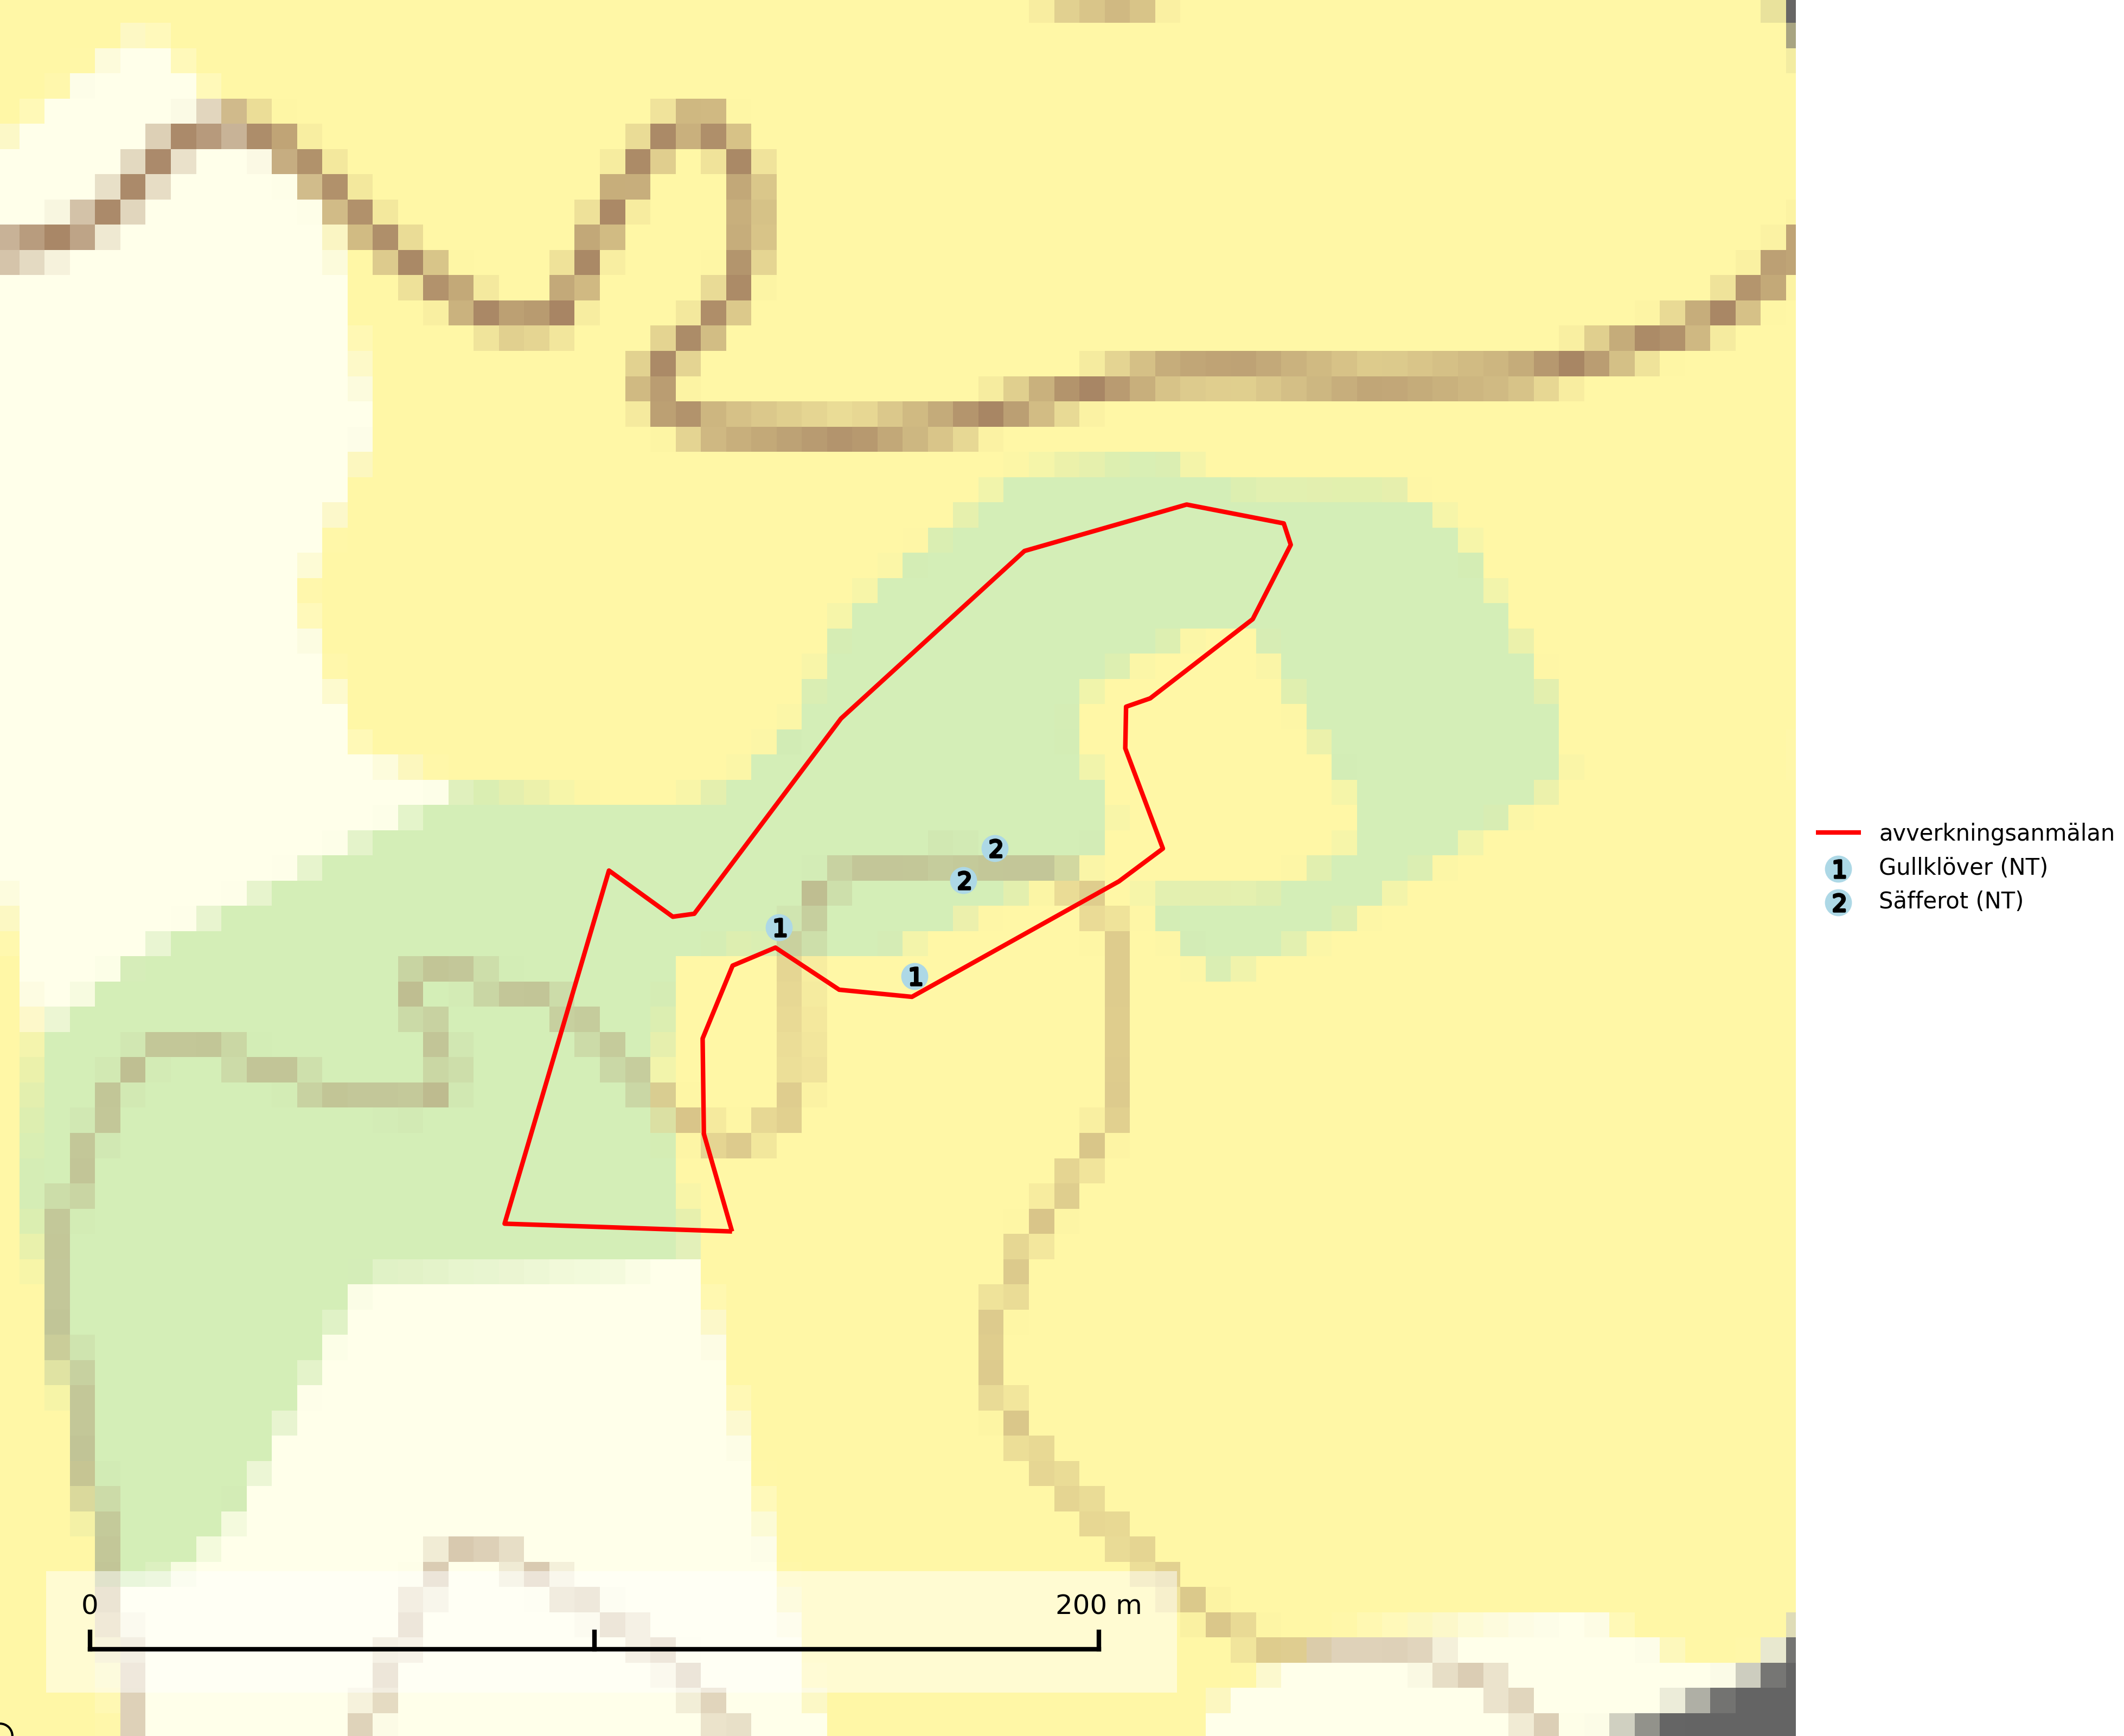 2
2
1
1
0
200 m
avverkningsanmälan
1 Gullklöver (NT)
2 Säfferot (NT)